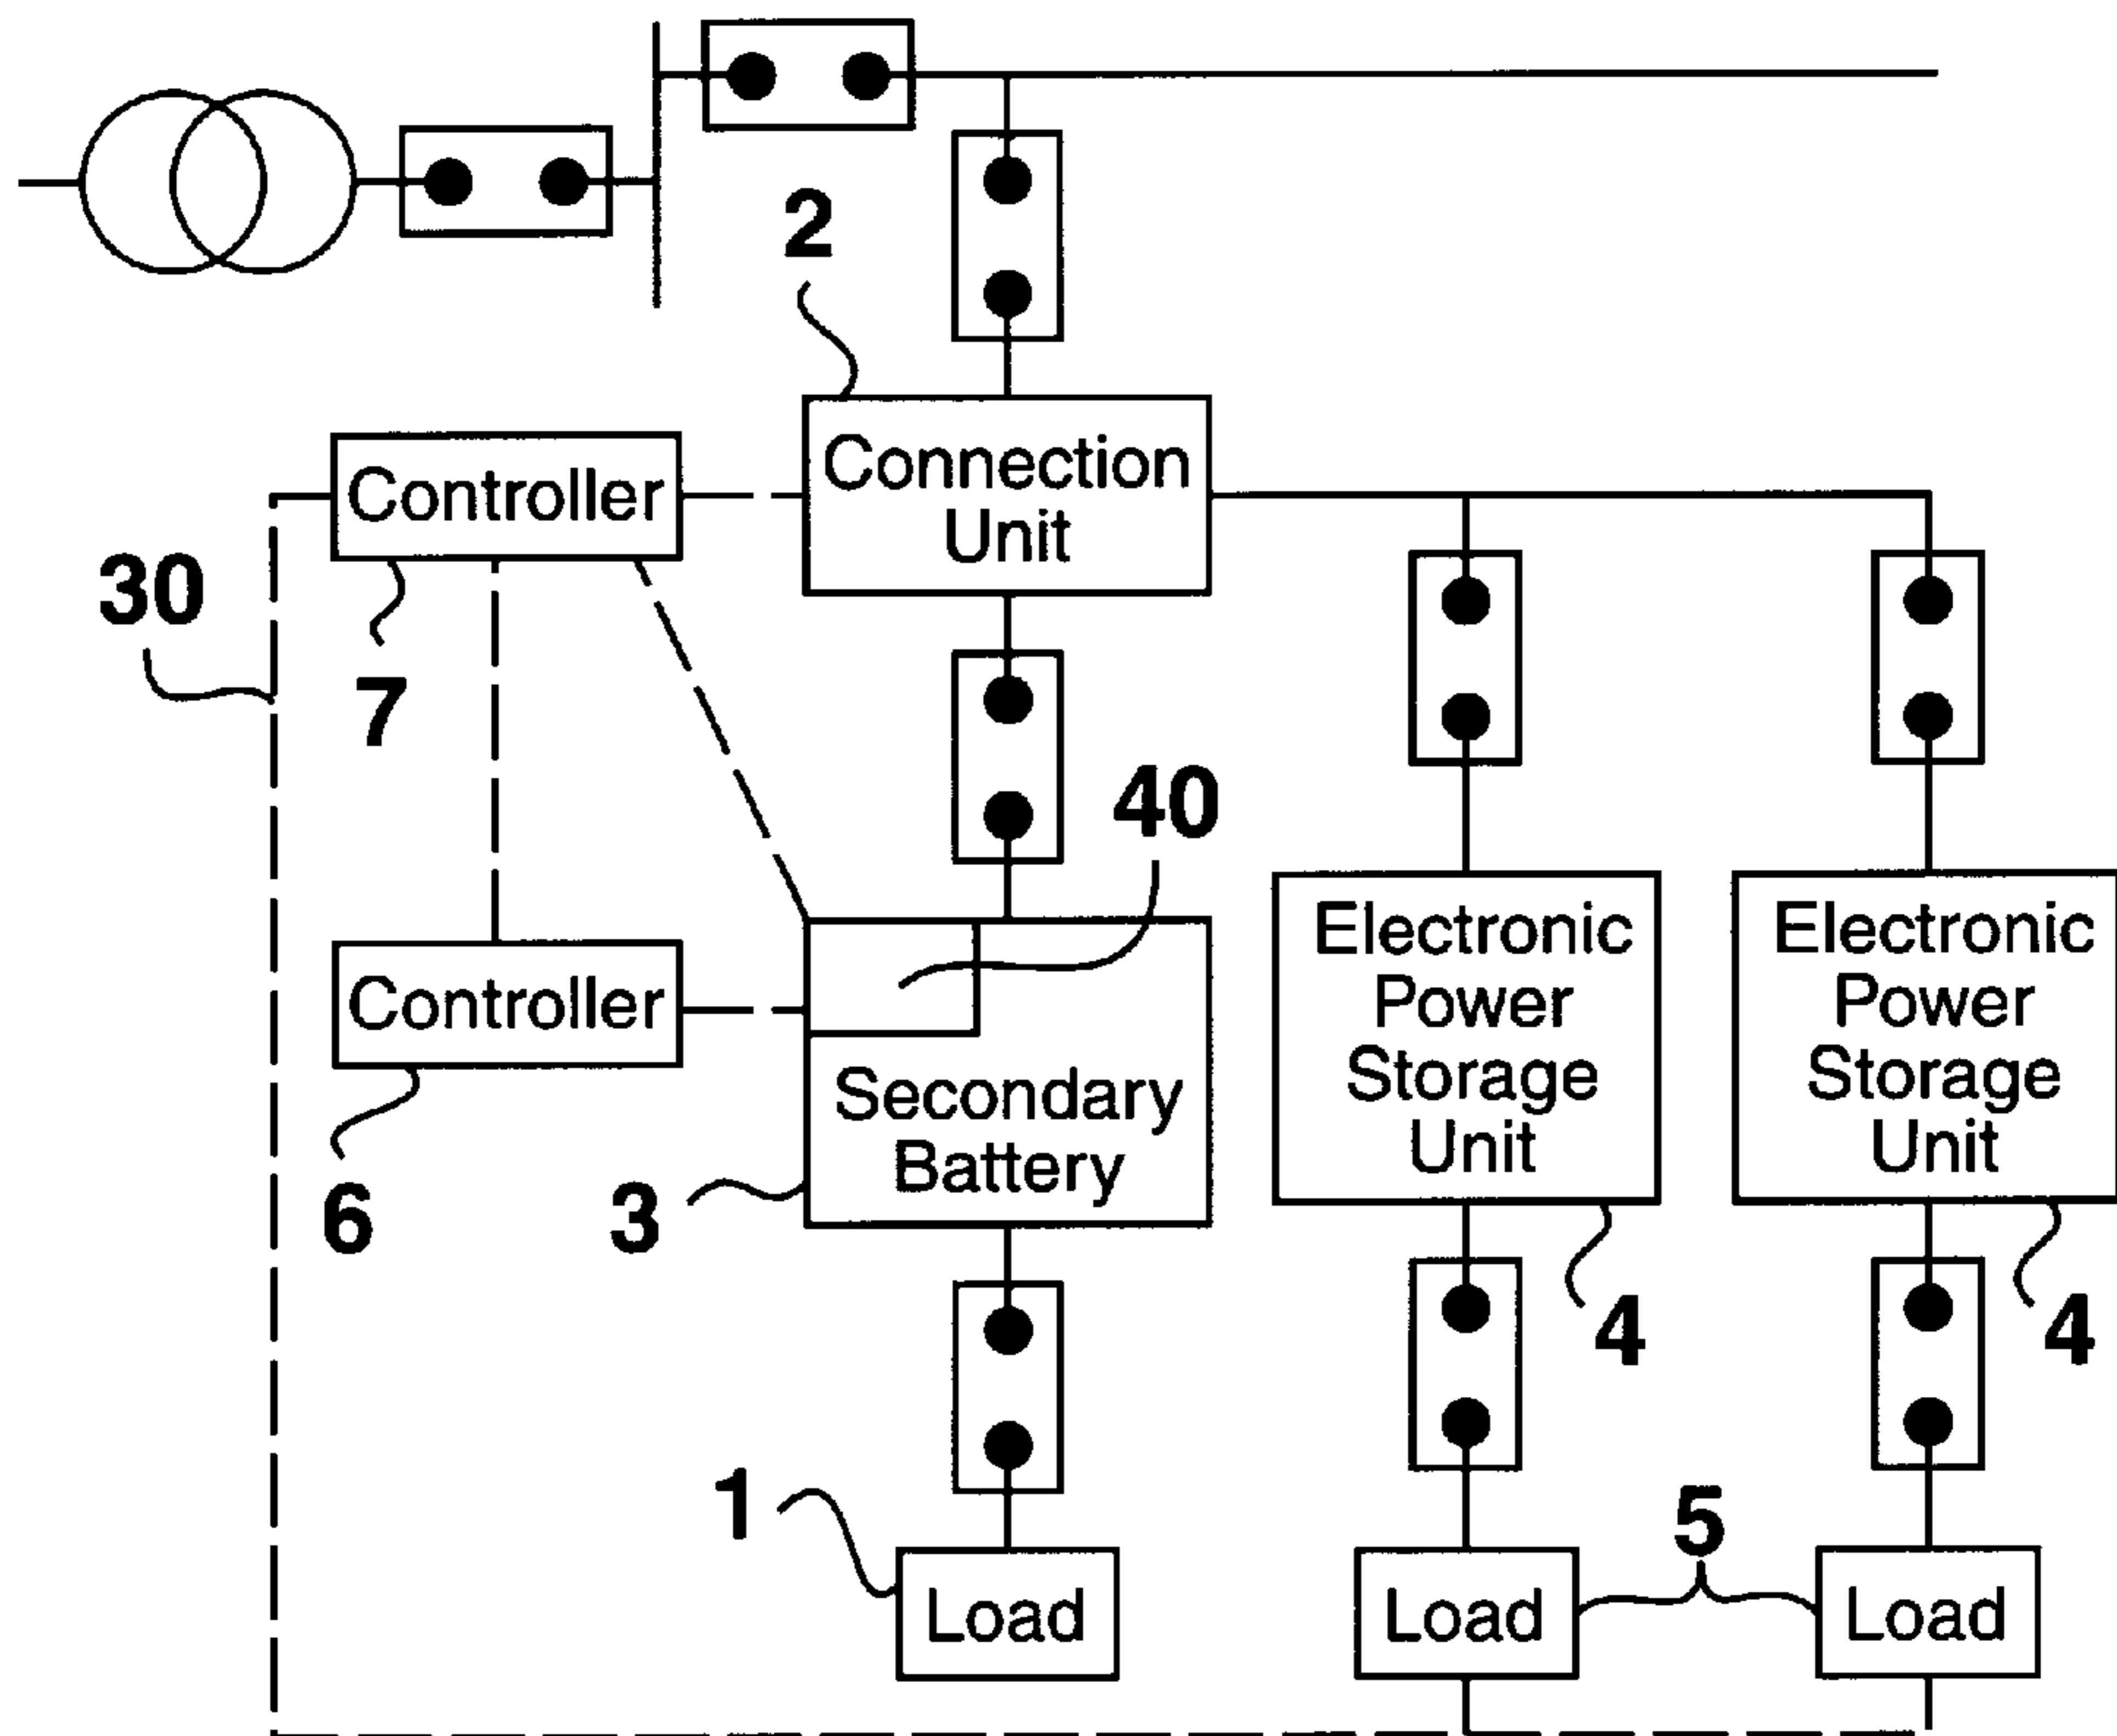 2
Controller
Connection
Unit
30
7
40
Controller
Secondary
Battery
Electronic
Power
Storage
Unit
Electronic
Power
Storage
Unit
6
3
4
4
1
5
Load
Load
Load